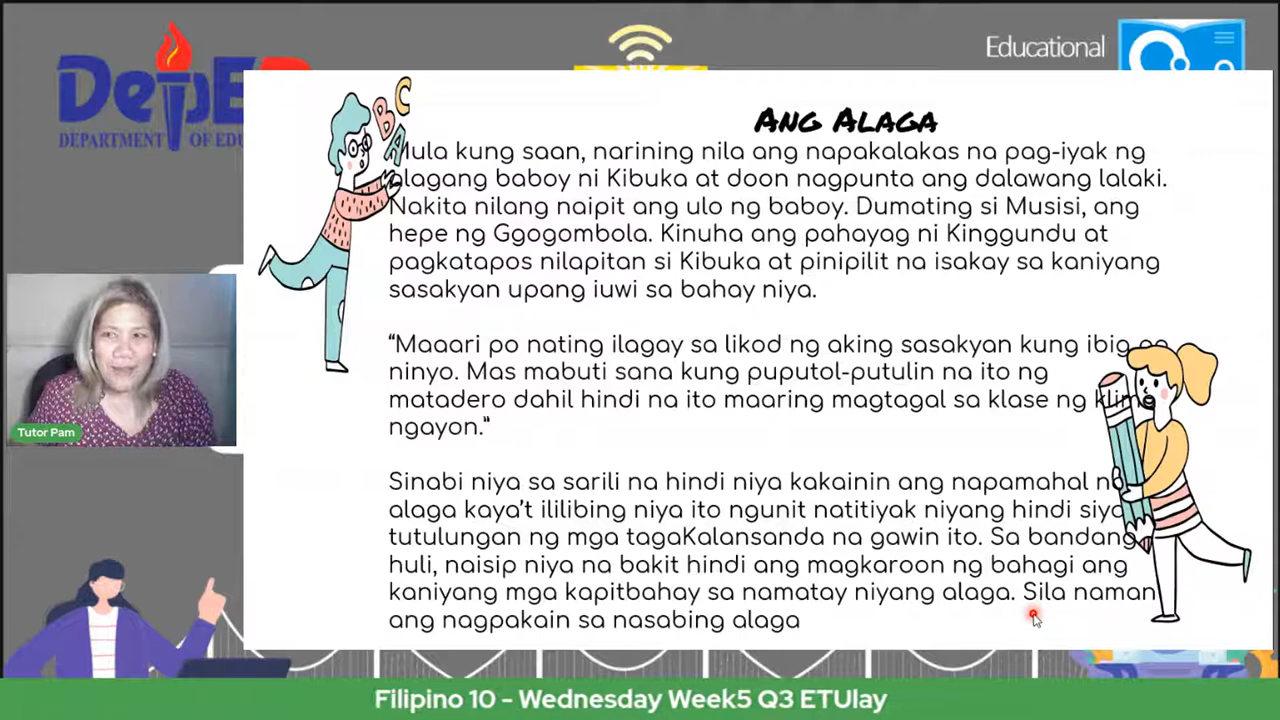 DepE
DEPARTMENT OF EDU
Educational
C
B
A
ANG ALAGA
Mula kung saan, narining nila ang napakalakas na pag-iyak ng
alagang baboy ni Kibuka at doon nagpunta ang dalawang lalaki.
Nakita nilang naipit ang ulo ng baboy. Dumating si Musisi, ang
hepe ng Ggogombola. Kinuha ang pahayag ni Kinggundu at
pagkatapos nilapitan si Kibuka at pinipilit na isakay sa kaniyang
sasakyan upang iuwi sa bahay niya.
“Maaari po nating ilagay sa likod ng aking sasakyan kung ibig
ninyo. Mas mabuti sana kung puputol-putulin na ito ng
matadero dahil hindi na ito maaring magtagal sa klase ng klima
ngayon.”
Sinabi niya sa sarili na hindi niya kakainin ang napamahal na
alaga kaya’t ililibing niya ito ngunit natitiyak niyang hindi siya
tutulungan ng mga tagaKalansanda na gawin ito. Sa bandang
huli, naisip niya na bakit hindi ang magkaroon ng bahagi ang
kaniyang mga kapitbahay sa namatay niyang alaga. Sila naman
ang nagpakain sa nasabing alaga
Tutor Pam
Filipino 10 - Wednesday Week5 Q3 ETUlay